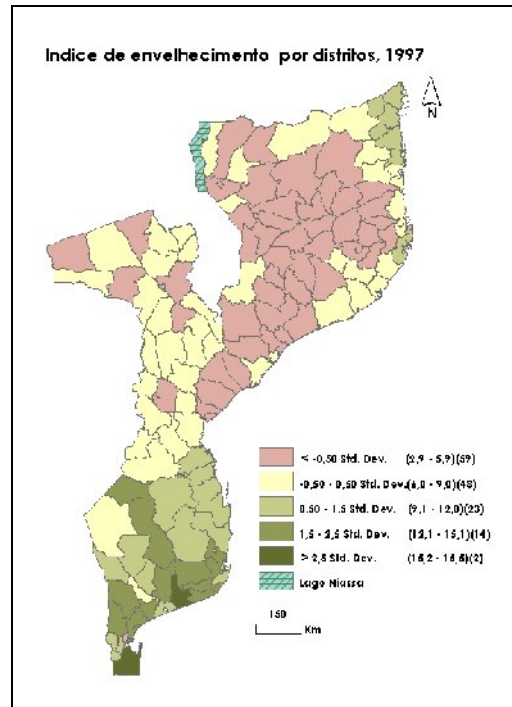 Indice de envelhecimento por distritos, 1997
N
< -0,50 Std. Dev. (2,9 - 5,9)(59)
-0,50 - 0,50 Std. Dev.(6,0 - 9,0)(48)
0.50 - 1.5 Std. Dev. (9,1 - 12,0)(23)
1,5 - 2,5 Std. Dev. (12,1 - 15,1)(14)
> 2,5 Std. Dev. (15,2 - 16,5)(2)
Lago Niassa
150
Km